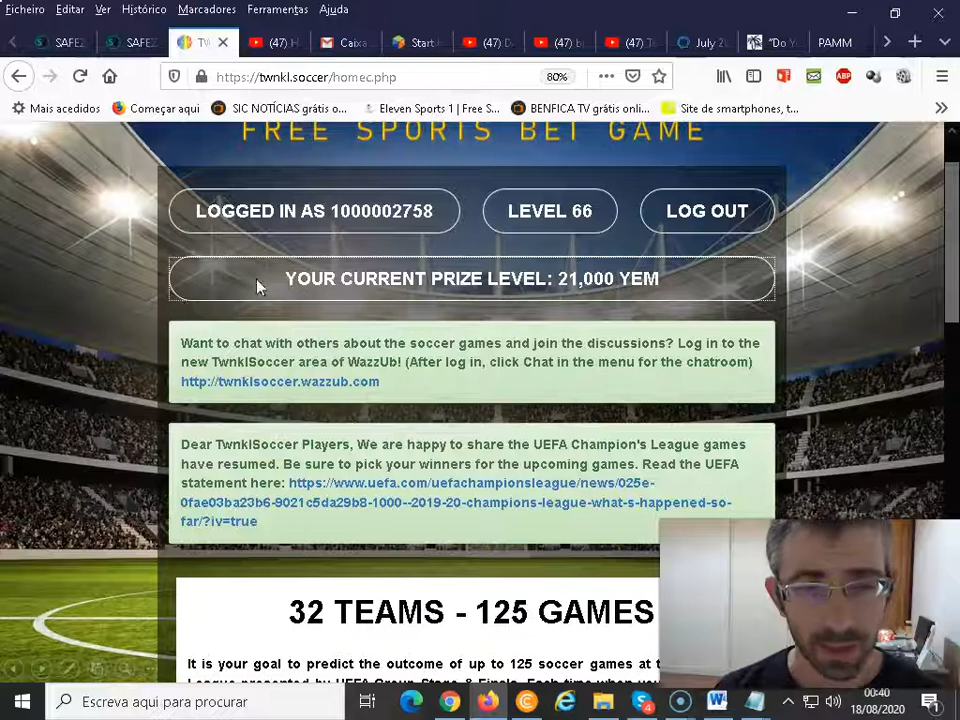 Ficheiro Editar Ver Histórico Marcadores Ferramentas Ajuda
SAFEZ SAFEZ TW (47) H Caixa Start (47) D (47) b (47) T July 2 "Do Y PAMM
https://twnkl.soccer/homec.php 80%
Mais acedidos Começar aqui SIC NOTÍCIAS grátis o... Eleven Sports 1 | Free S... BENFICA TV grátis onli... Site de smartphones, t...
FREE SPORTS BET GAME
LOGGED IN AS 1000002758 LEVEL 66 LOG OUT
YOUR CURRENT PRIZE LEVEL: 21,000 YEM
Want to chat with others about the soccer games and join the discussions? Log in to the
new TwnklSoccer area of WazzUb! (After log in, click Chat in the menu for the chatroom)
http://twnklsoccer.wazzub.com
Dear TwnklSoccer Players, We are happy to share the UEFA Champion's League games
have resumed. Be sure to pick your winners for the upcoming games. Read the UEFA
statement here: https://www.uefa.com/uefachampionsleague/news/025e-
0fae03ba23b6-9021c5da29b8-1000--2019-20-champions-league-what-s-happened-so-
far/?iv=true
32 TEAMS - 125 GAMES
It is your goal to predict the outcome of up to 125 soccer games at
Escreva aqui para procurar
4
00:40
18/08/2020
1